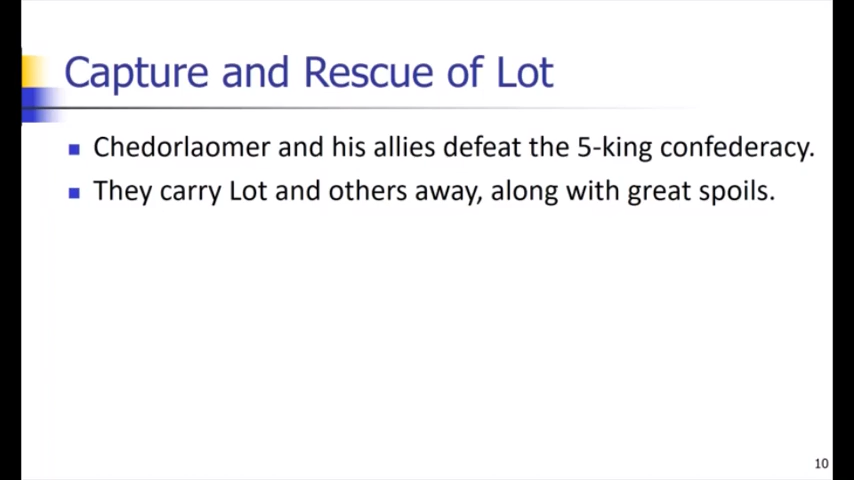 Capture and Rescue of Lot
Chedorlaomer and his allies defeat the 5-king confederacy.
They carry Lot and others away, along with great spoils.
10